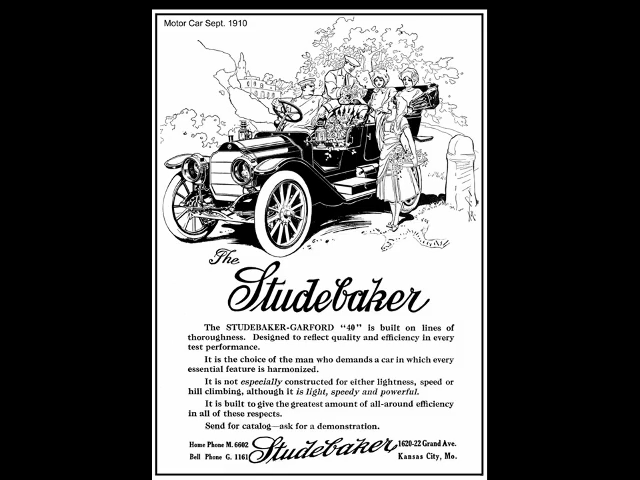 Motor Car Sept. 1910
The
Studebaker
The STUDEBAKER-GARFORD "40" is built on lines of
thoroughness. Designed to reflect quality and efficiency in every
test performance.
It is the choice of the man who demands a car in which every
essential feature is harmonized.
It is not especially constructed for either lightness, speed or
hill climbing, although it is light, speedy and powerful.
It is built to give the greatest amount of all-around efficiency
in all of these respects.
Send for catalog—ask for a demonstration.
Home Phone M. 6602
Bell Phone G. 1161
Studebaker
1620-22 Grand Ave.
Kansas City, Mo.